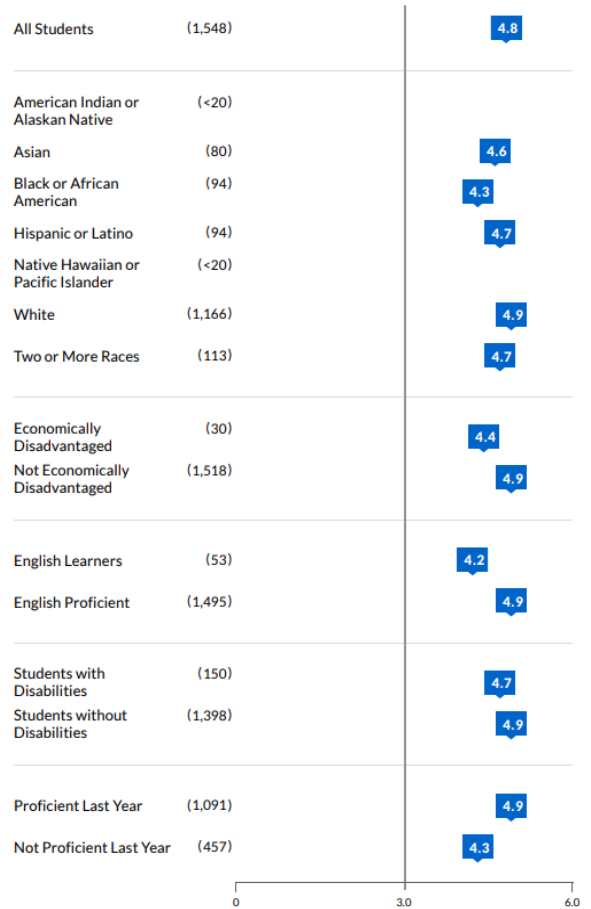 All Students (1,548) 4.8
American Indian or (<20)
Alaskan Native
Asian (80) 4.6
Black or African (94) 4.3
American
Hispanic or Latino (94) 4.7
Native Hawaiian or (<20)
Pacific Islander
White (1,166) 4.9
Two or More Races (113) 4.7
Economically (30) 4.4
Disadvantaged
Not Economically (1,518) 4.9
Disadvantaged
English Learners (53) 4.2
English Proficient (1,495) 4.9
Students with (150) 4.7
Disabilities
Students without (1,398) 4.9
Disabilities
Proficient Last Year (1,091) 4.9
Not Proficient Last Year (457) 4.3
0 3.0 6.0